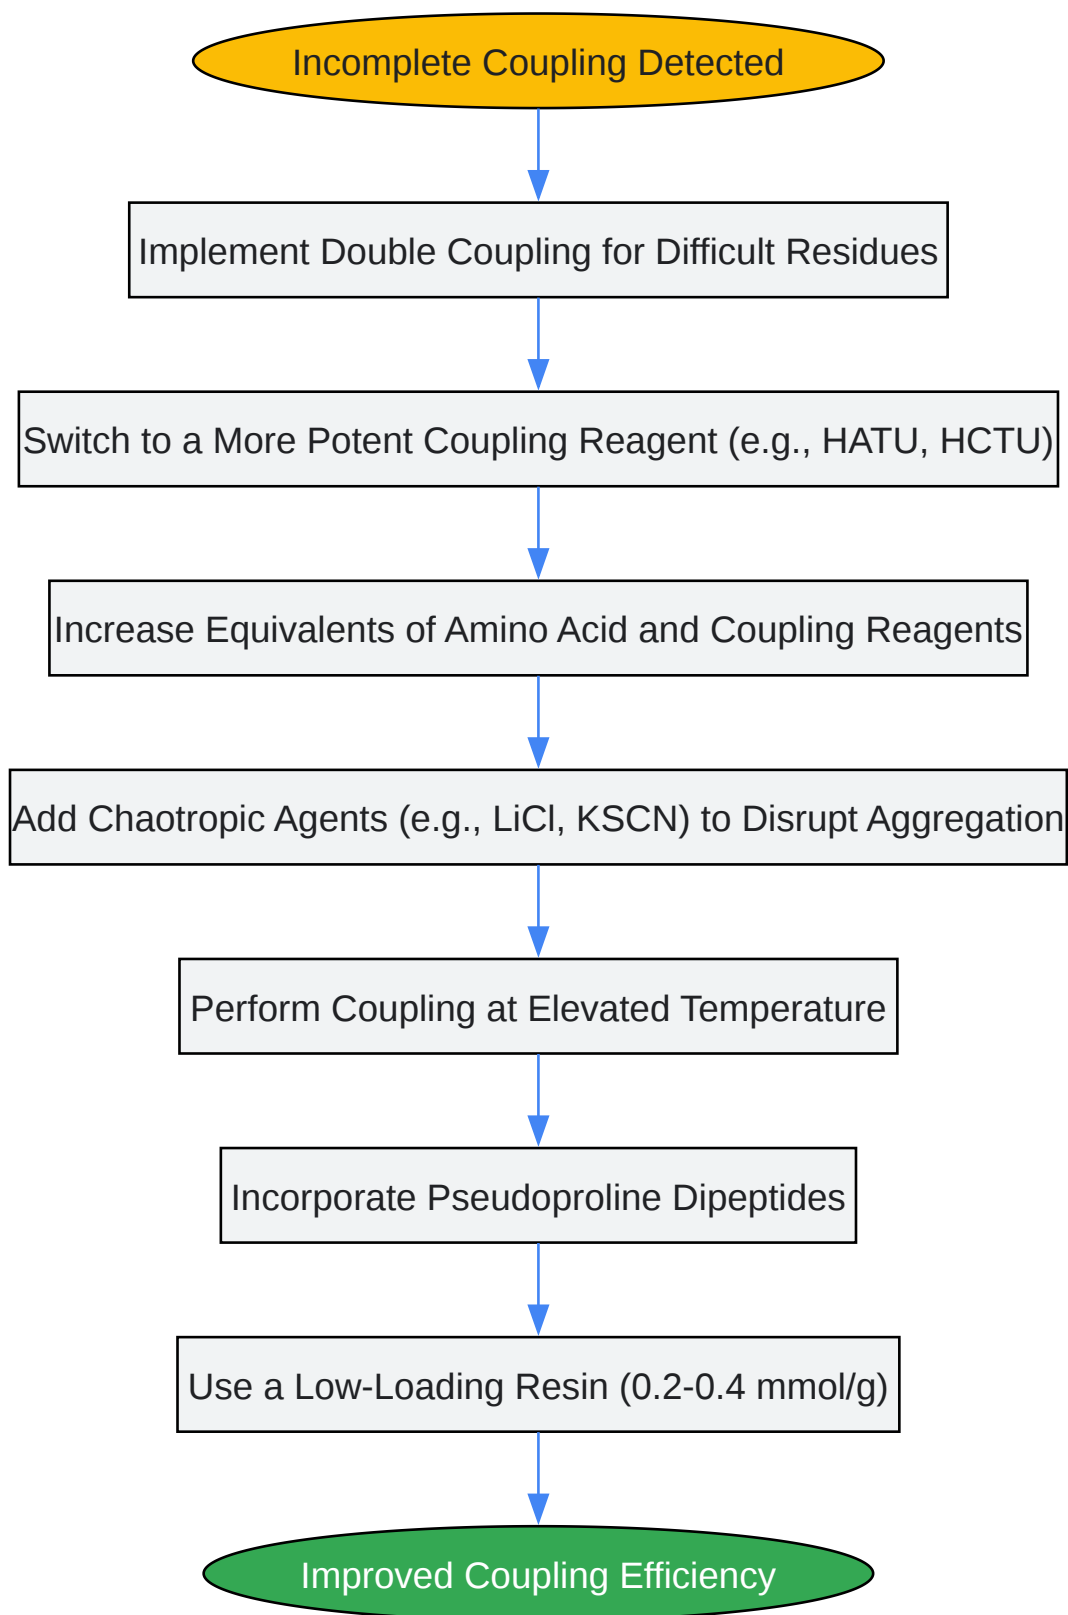 Incomplete Coupling Detected
Implement Double Coupling for Difficult Residues
Switch to a More Potent Coupling Reagent (e.g., HATU, HCTU)
Increase Equivalents of Amino Acid and Coupling Reagents
Add Chaotropic Agents (e.g., LiCl, KSCN) to Disrupt Aggregation
Perform Coupling at Elevated Temperature
Incorporate Pseudoproline Dipeptides
Use a Low-Loading Resin (0.2-0.4 mmol/g)
Improved Coupling Efficiency